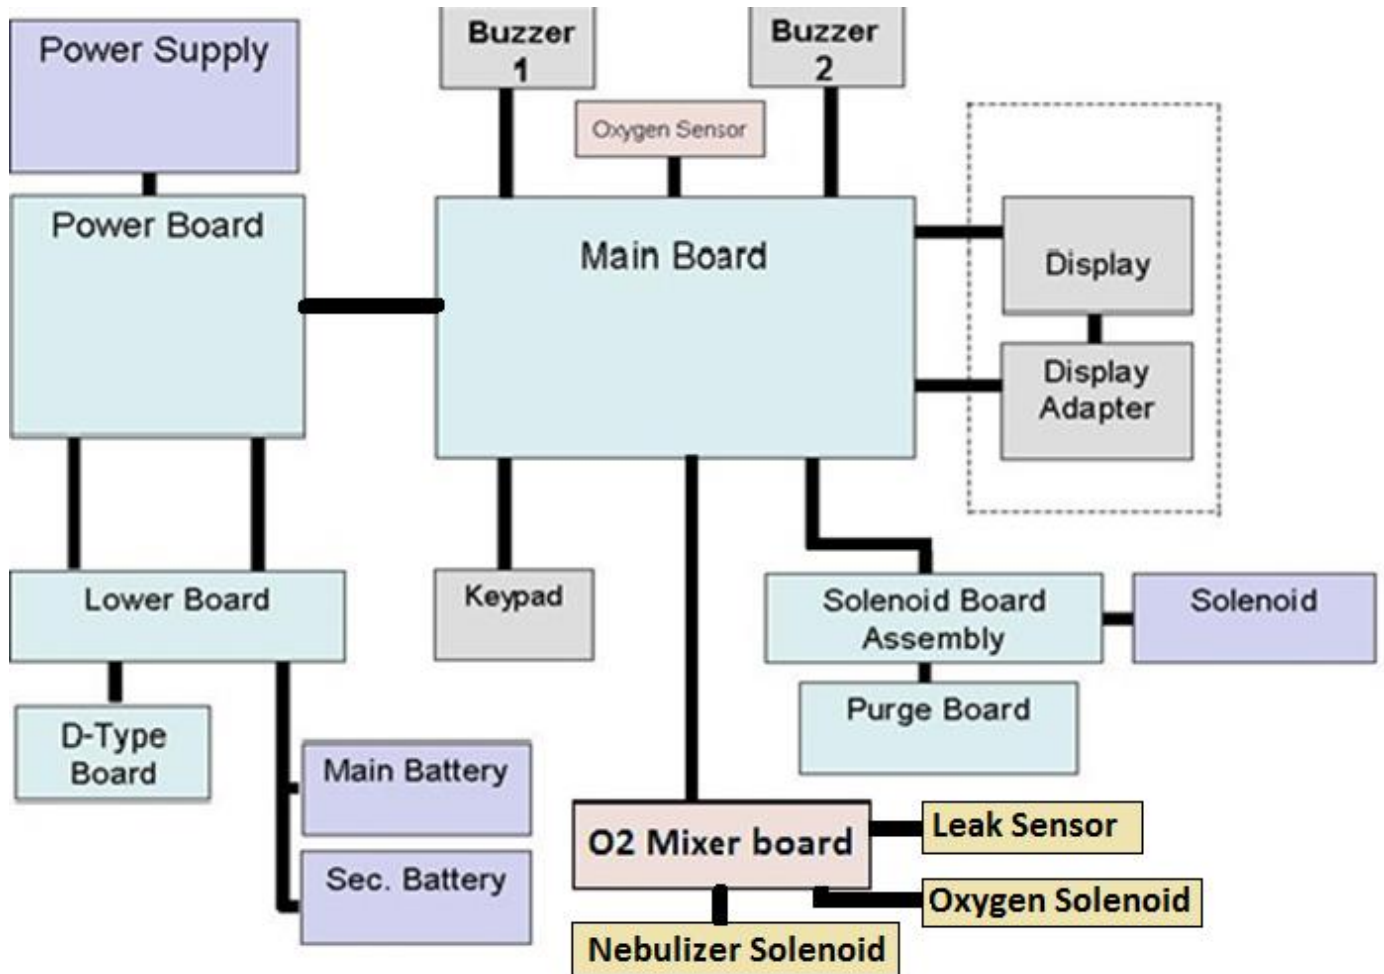 Power Supply
Buzzer
1
Buzzer
2
Oxygen Sensor
Power Board
Main Board
Display
Display
Adapter
Lower Board
Keypad
Solenoid Board
Assembly
Solenoid
Purge Board
D-Type
Board
Main Battery
Sec. Battery
O2 Mixer board
Leak Sensor
Oxygen Solenoid
Nebulizer Solenoid